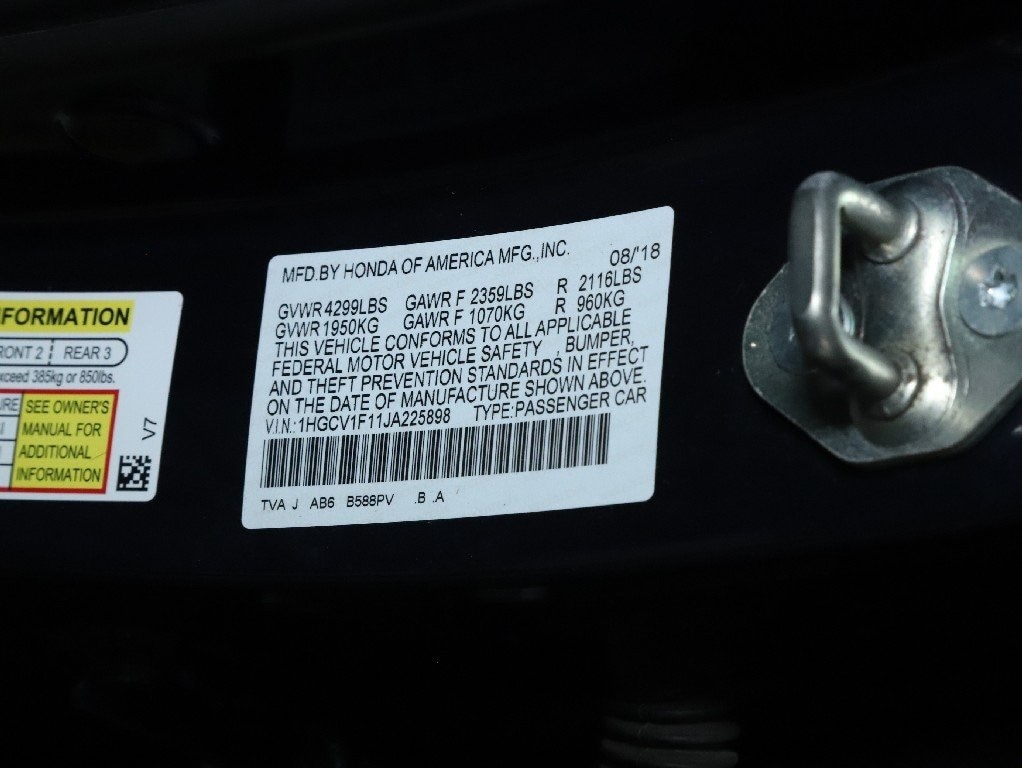 MFD.BY HONDA OF AMERICA MFG.,INC. 08/'18
GVWR 4299LBS GAWR F 2359LBS R 2116LBS
GVWR 1950KG GAWR F 1070KG R 960KG
THIS VEHICLE CONFORMS TO ALL APPLICABLE
FEDERAL MOTOR VEHICLE SAFETY , BUMPER,
AND THEFT PREVENTION STANDARDS IN EFFECT
ON THE DATE OF MANUFACTURE SHOWN ABOVE.
V.I.N.:1HGCV1F11JA225898 TYPE:PASSENGER CAR
TVA J AB6 B588PV .B .A
NFORMATION
RONT 2 REAR 3
xceed 385kg or 850lbs.
URE
SEE OWNER'S
MANUAL FOR
ADDITIONAL
INFORMATION
V7